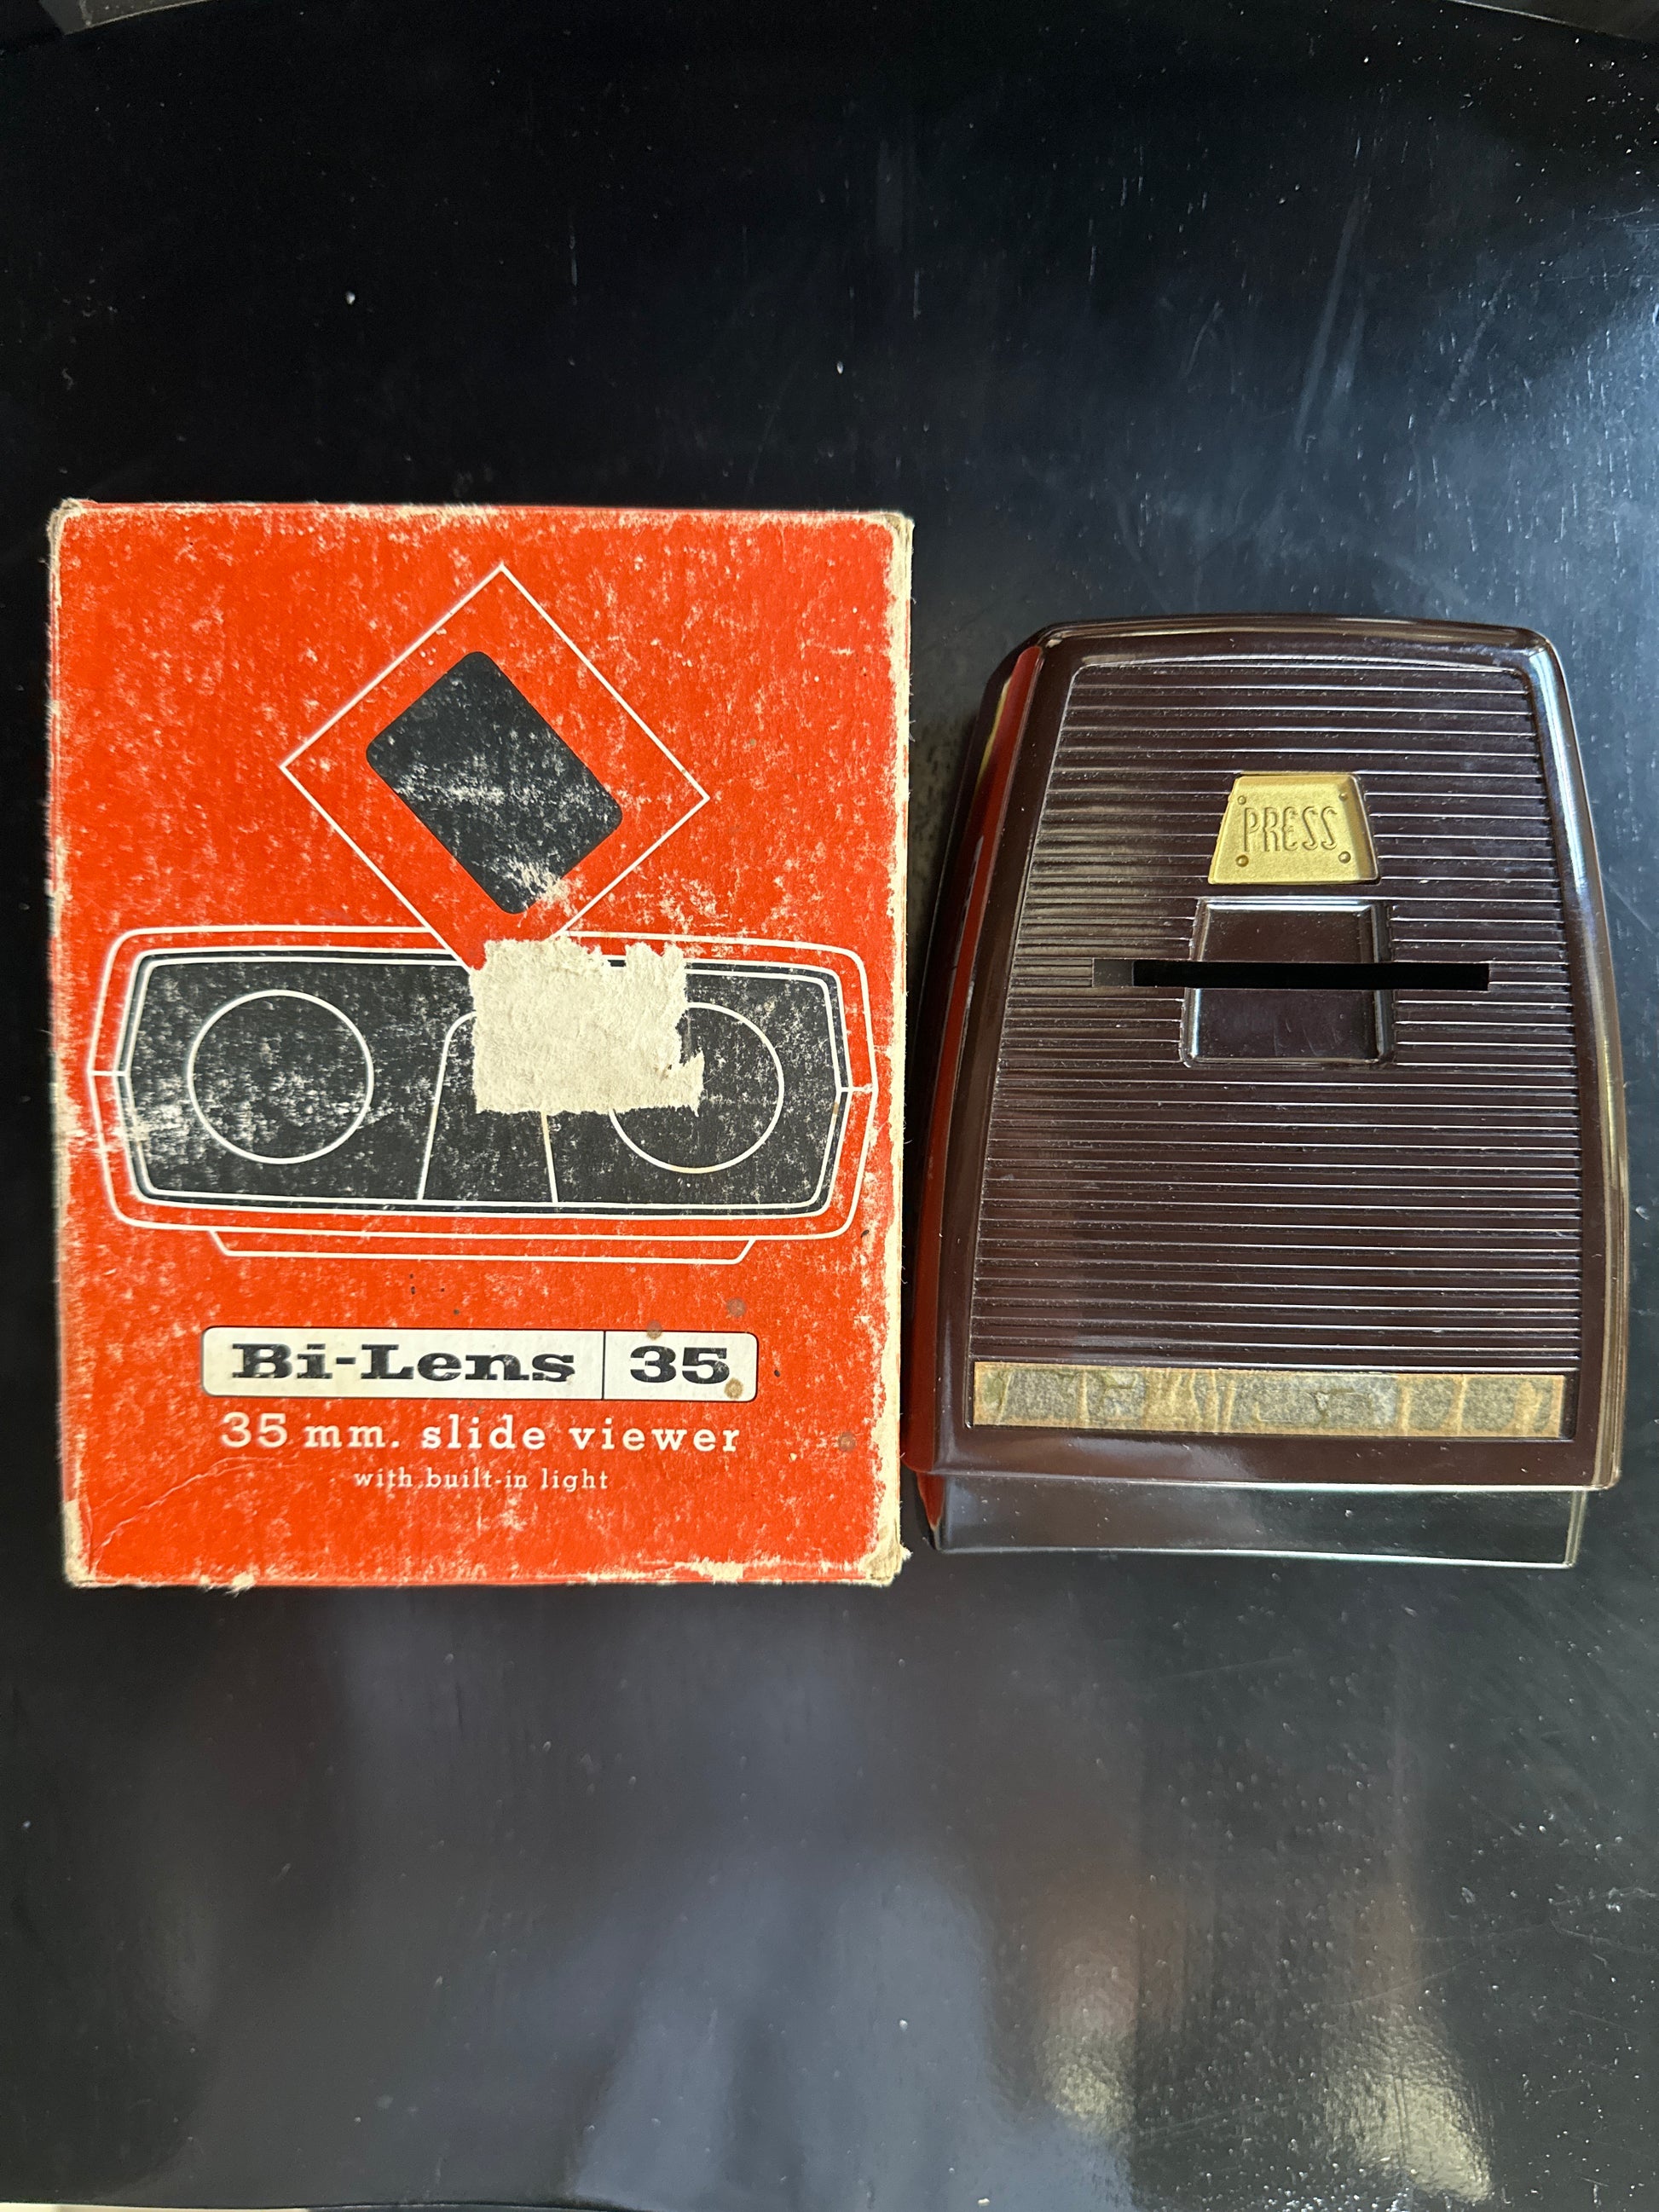 Bi-Lens 35
35 mm. slide viewer
with built-in light
PRESS